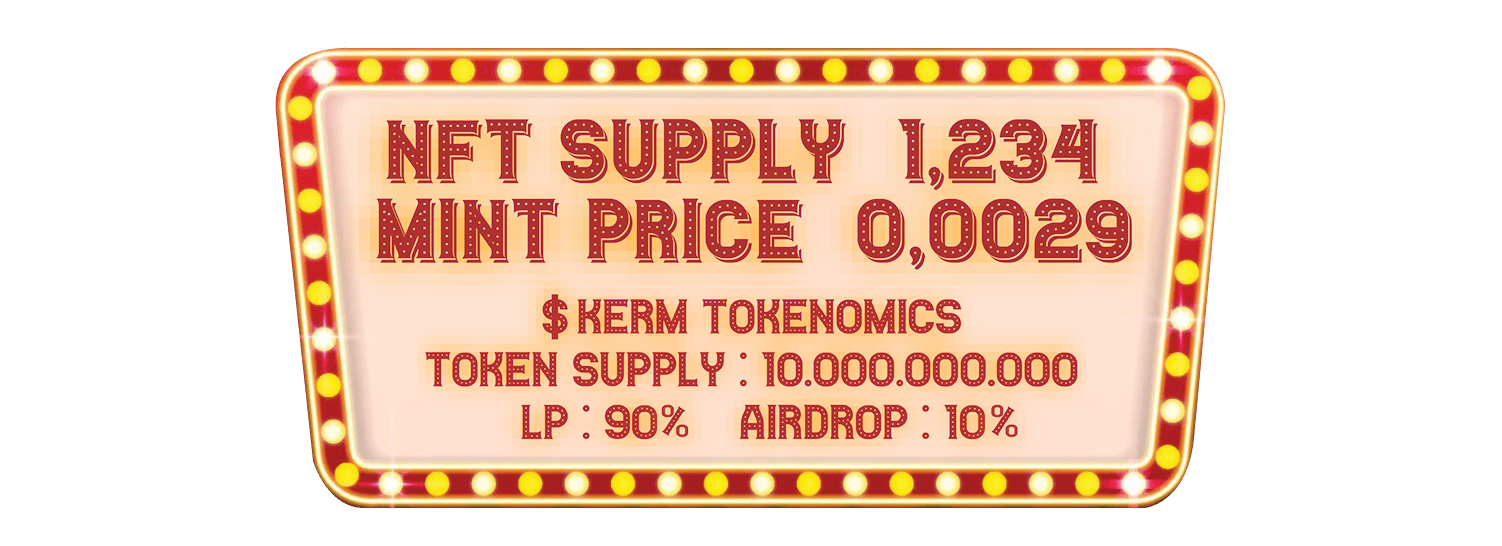 NFT SUPPLY 1,234
MINT PRICE 0,0029
$KERM TOKENOMICS
TOKEN SUPPLY : 10.000.000.000
LP : 90% AIRDROP : 10%